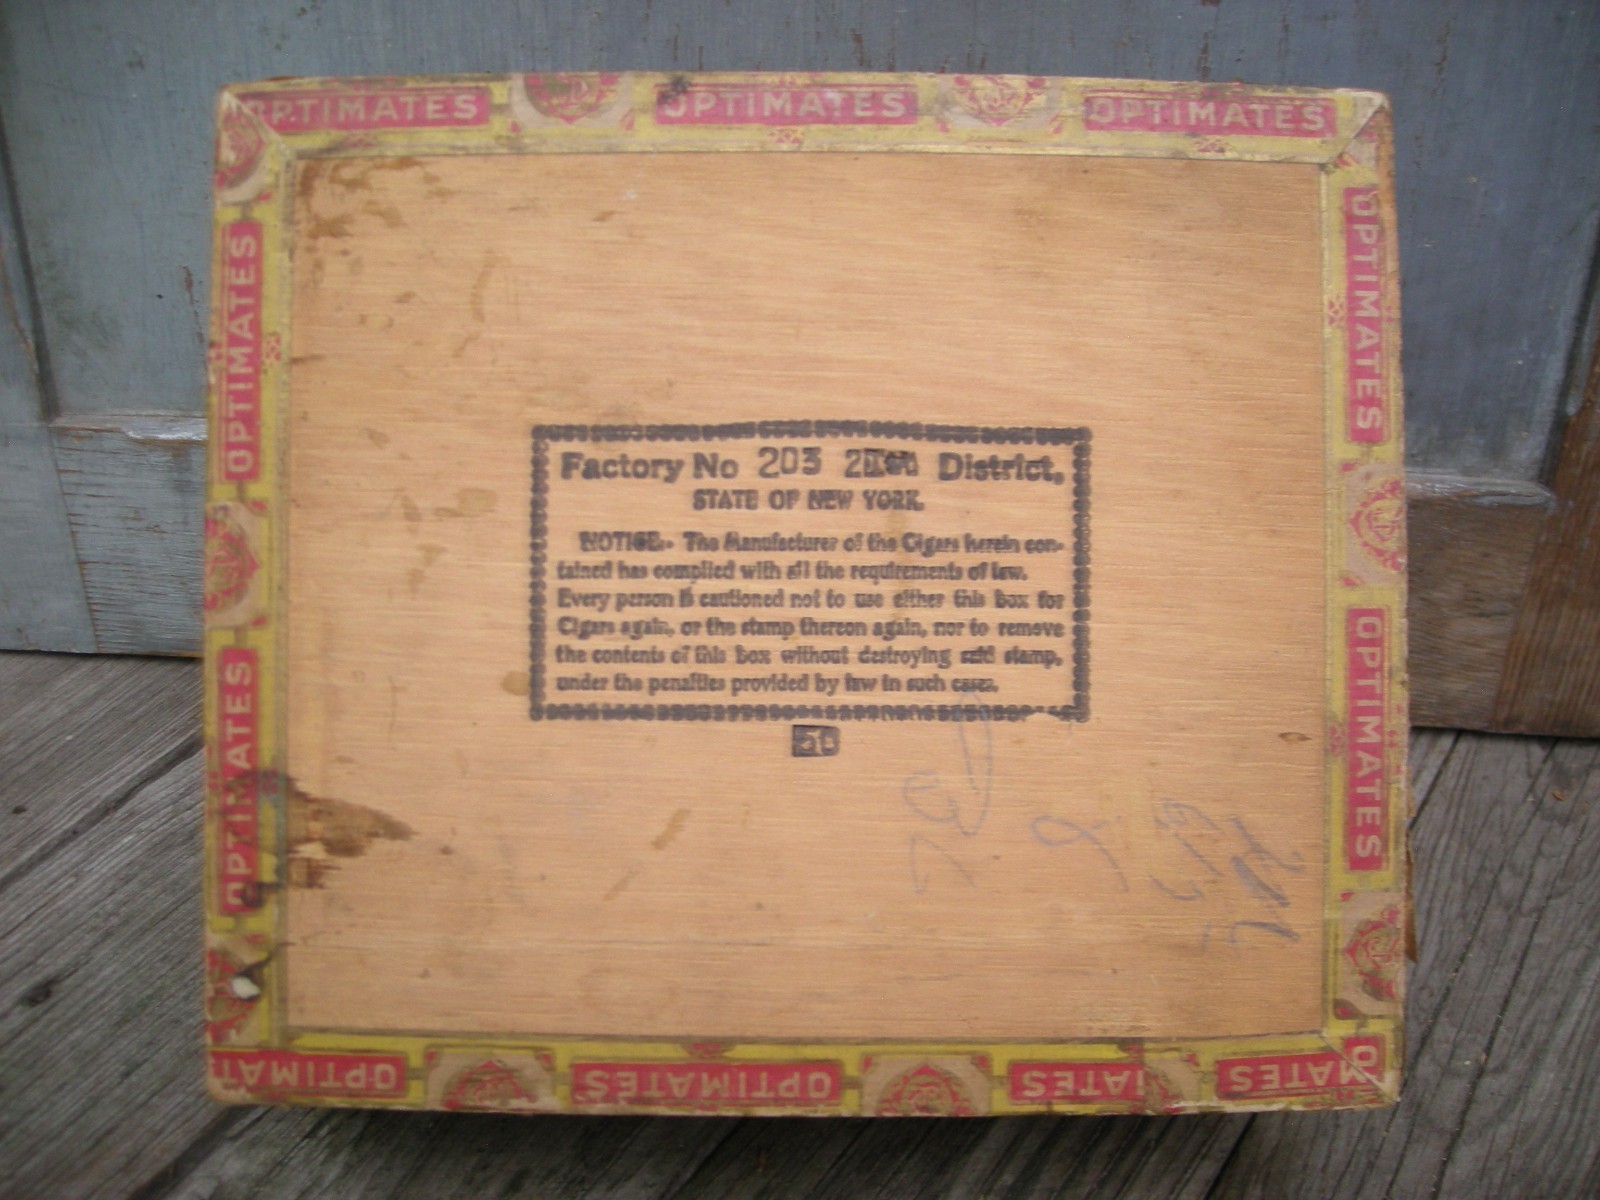 OPTIMATES OPTIMATES OPTIMATES
OPTIMATES
OPTIMATES
Factory No 203 District,
STATE OF NEW YORK.
NOTICE.- The Manufacturer of the Cigars herein con-
tained has complied with all the requirements of law.
Every person is cautioned not to use either this box for
Cigars again, or the stamp thereon again, nor to remove
the contents of this box without destroying said stamp,
under the penalties provided by law in such cases.
50
OPTIMATES
OPTIMATES
OPTIMAT OPTIMATES IATES OMATES